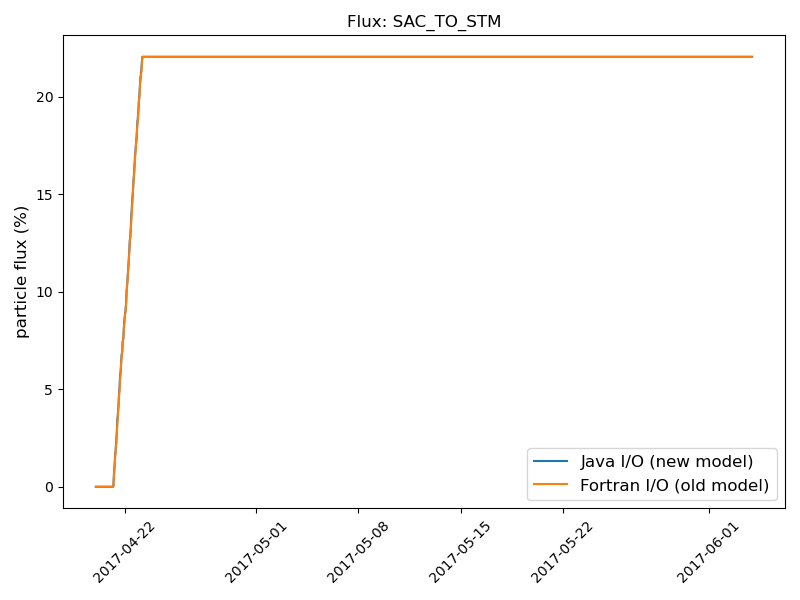 Flux: SAC_TO_STM
particle flux (%)
20
15
10
5
0
Java I/O (new model)
Fortran I/O (old model)
2017-04-22
2017-05-01
2017-05-08
2017-05-15
2017-05-22
2017-06-01